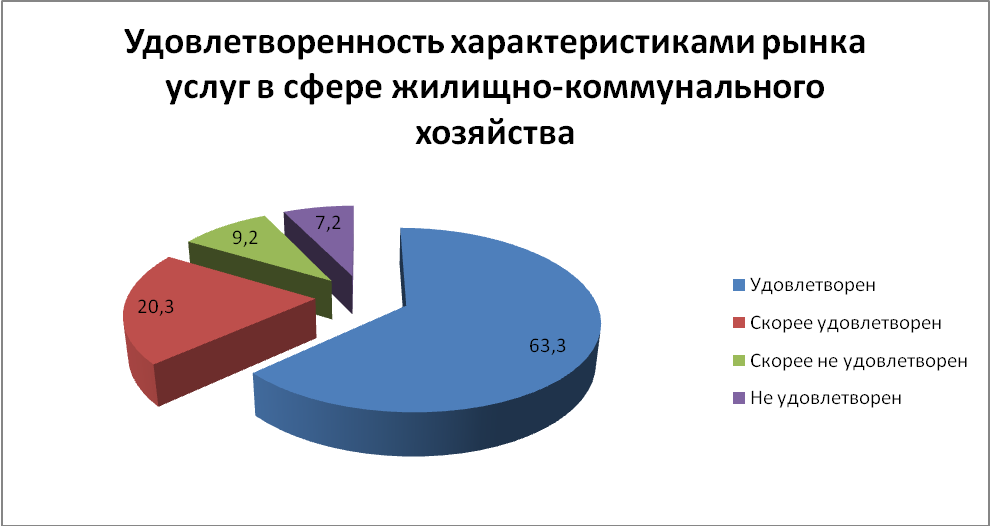 Удовлетворенность характеристиками рынка
услуг в сфере жилищно-коммунального
хозяйства
7,2
9,2
20,3
63,3
Удовлетворен
Скорее удовлетворен
Скорее не удовлетворен
Не удовлетворен